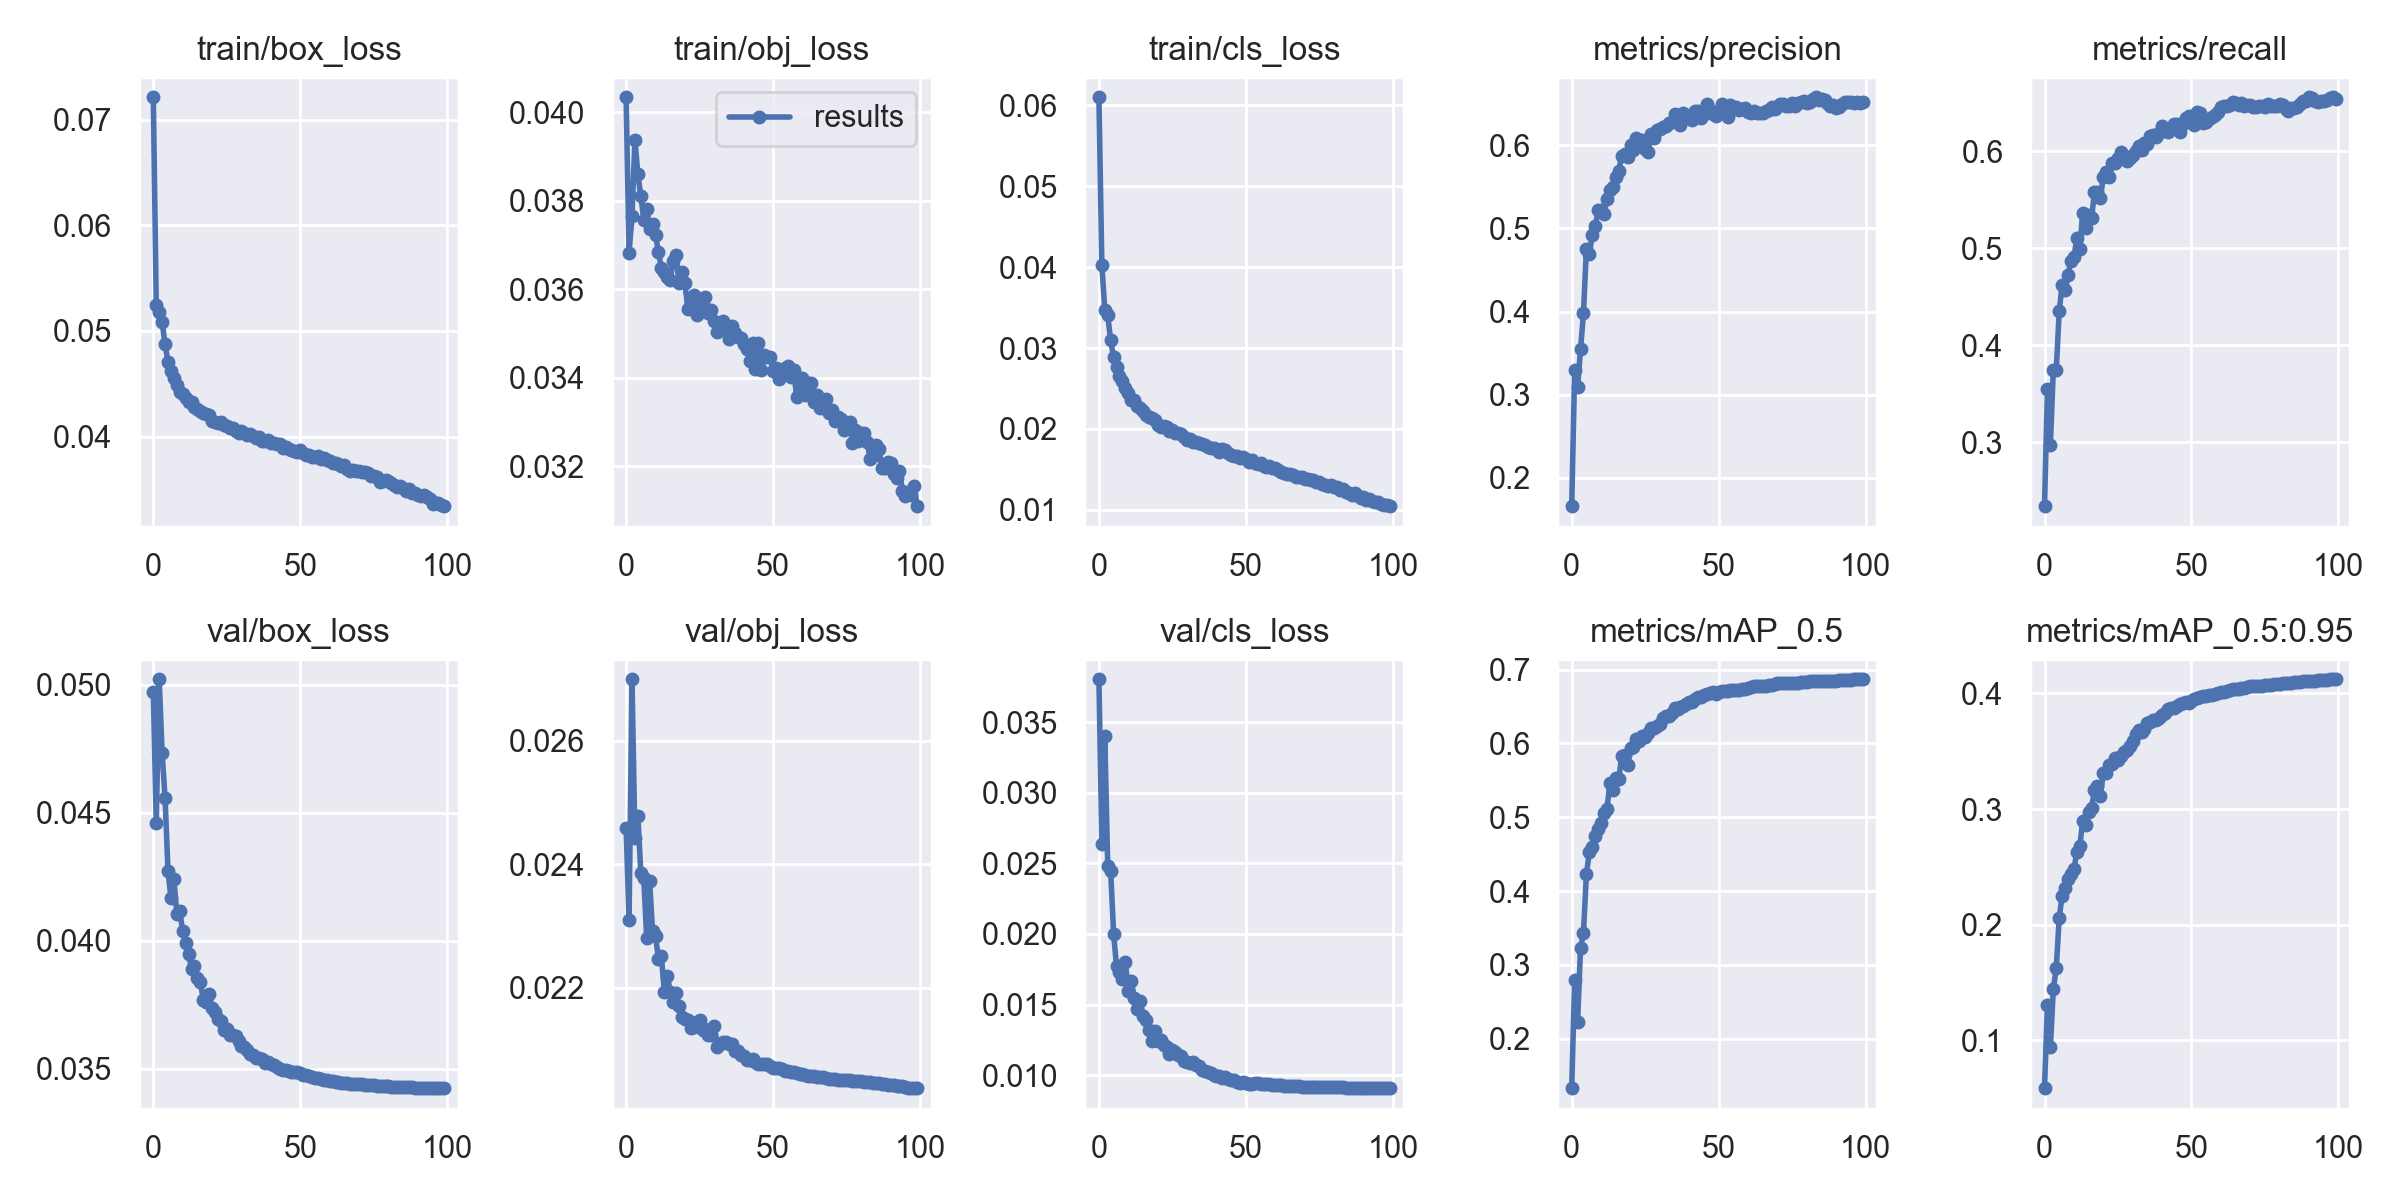 train/box_loss
train/obj_loss
train/cls_loss
metrics/precision
metrics/recall
0.07
0.06
0.05
0.04
0 50 100
0.040
0.038
0.036
0.034
0.032
results
0 50 100
0.06
0.05
0.04
0.03
0.02
0.01
0 50 100
0.6
0.5
0.4
0.3
0.2
0 50 100
0.6
0.5
0.4
0.3
0 50 100
val/box_loss
val/obj_loss
val/cls_loss
metrics/mAP_0.5
metrics/mAP_0.5:0.95
0.050
0.045
0.040
0.035
0 50 100
0.026
0.024
0.022
0 50 100
0.035
0.030
0.025
0.020
0.015
0.010
0 50 100
0.7
0.6
0.5
0.4
0.3
0.2
0 50 100
0.4
0.3
0.2
0.1
0 50 100